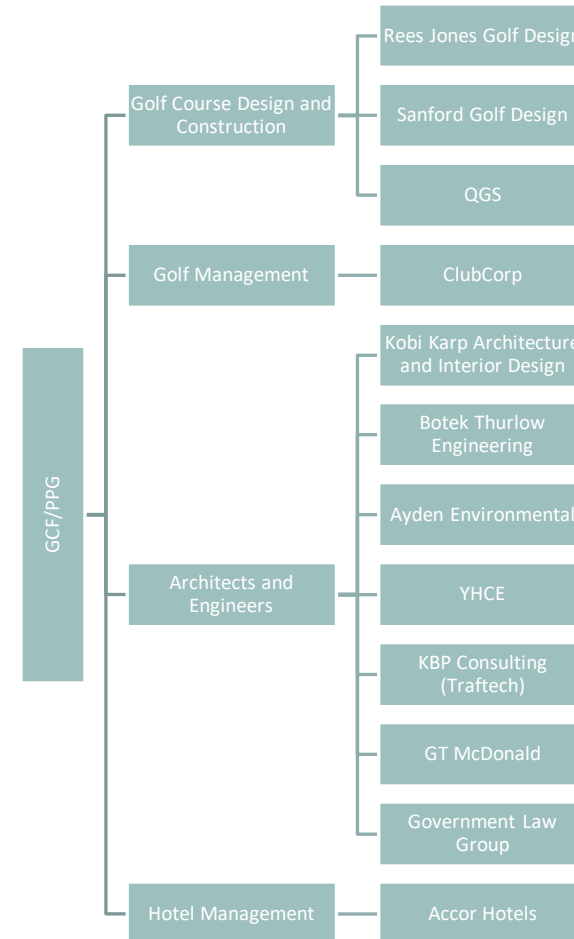 GCF/PPG
Golf Course Design and
Construction
Rees Jones Golf Design
Sanford Golf Design
QGS
Golf Management
ClubCorp
Architects and
Engineers
Kobi Karp Architecture
and Interior Design
Botek Thurlow
Engineering
Ayden Environmental
YHCE
KBP Consulting
(Traftech)
GT McDonald
Government Law
Group
Hotel Management
Accor Hotels